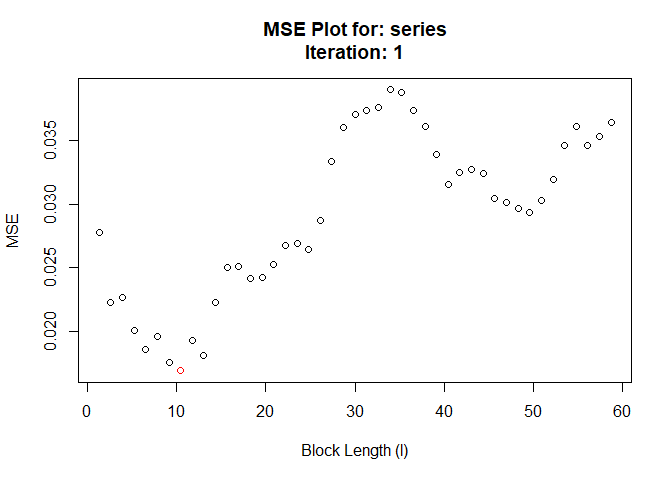 MSE Plot for: series
Iteration: 1
MSE
0.020 0.025 0.030 0.035
0 10 20 30 40 50 60
Block Length (l)